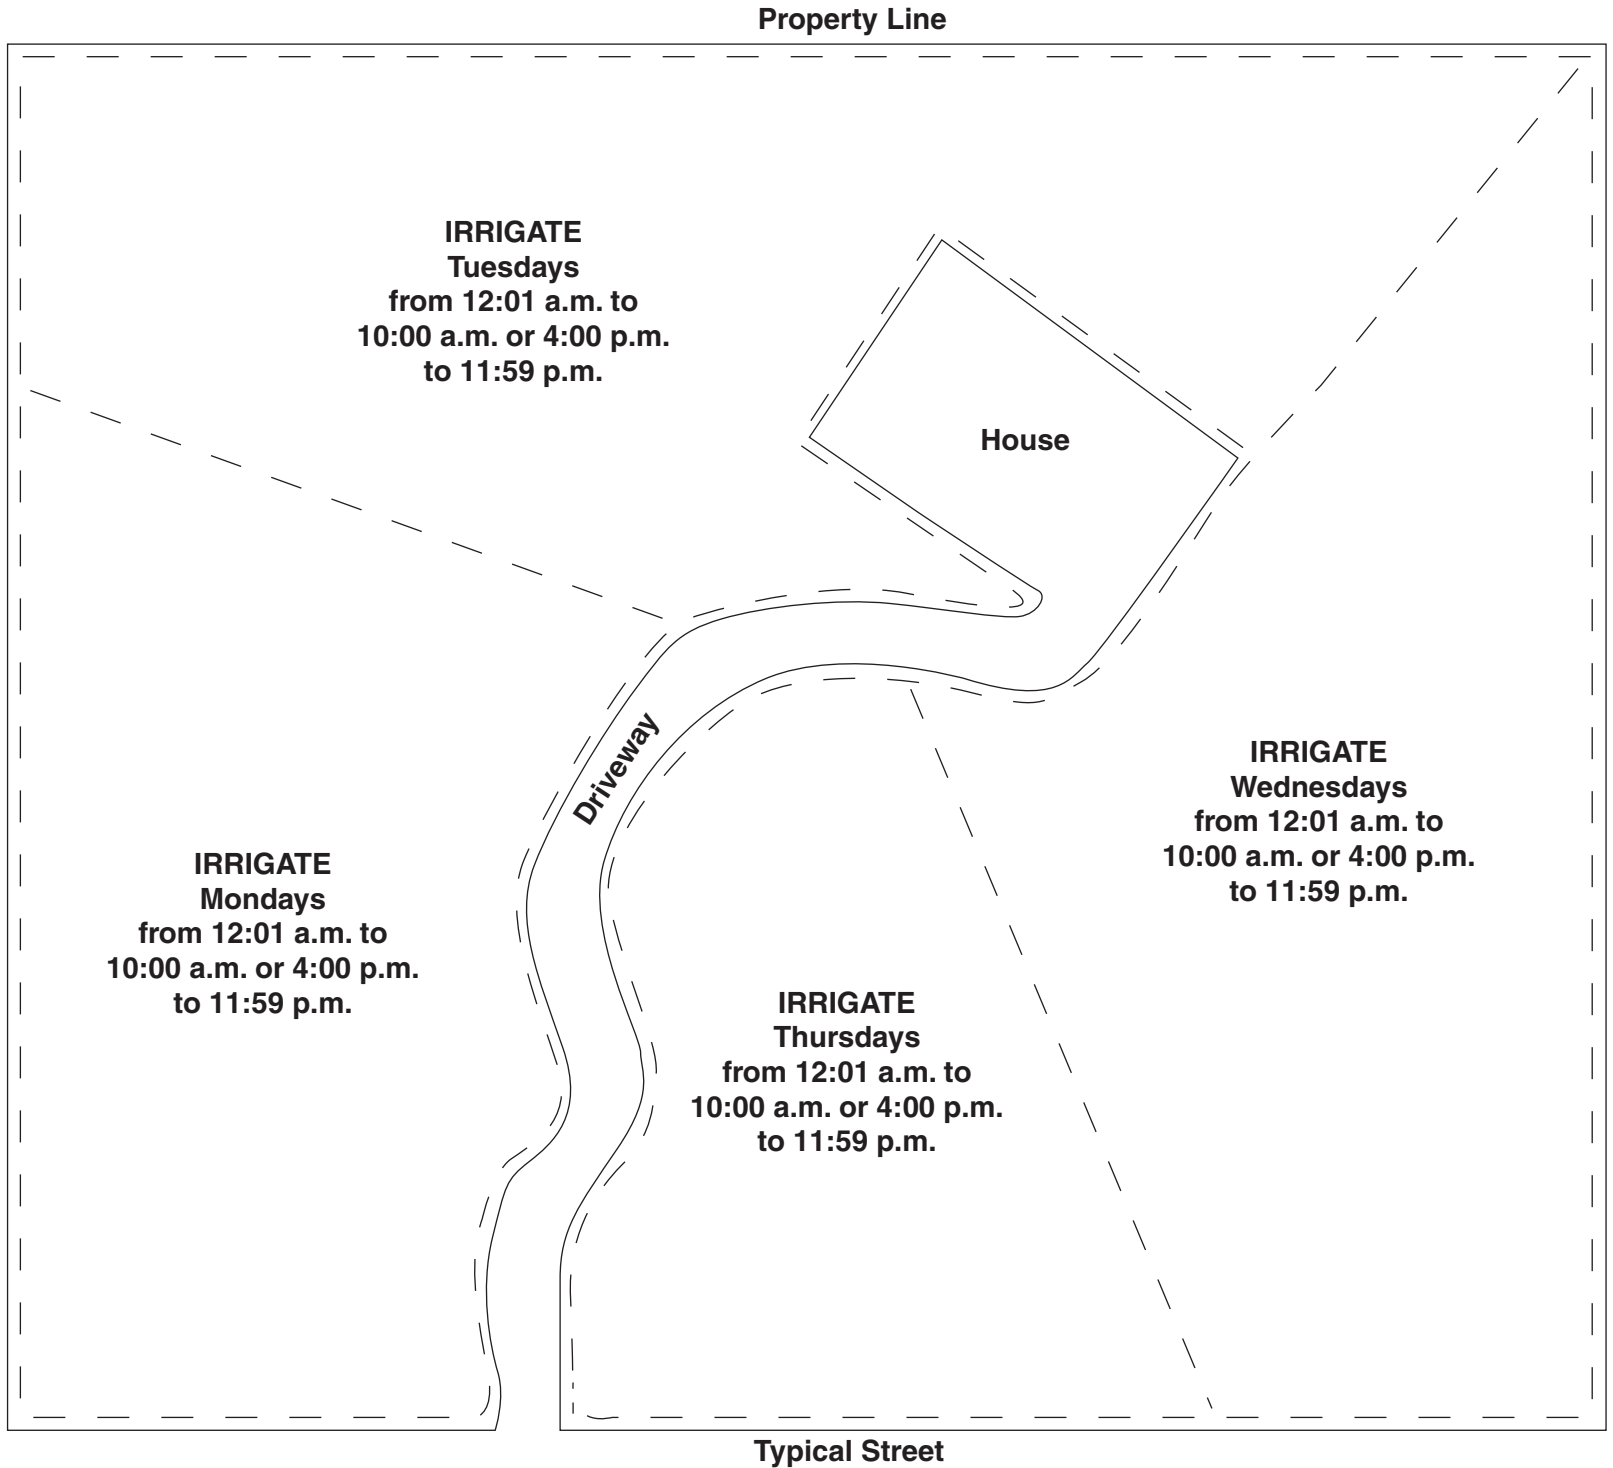 Property Line
IRRIGATE
Tuesdays
from 12:01 a.m. to
10:00 a.m. or 4:00 p.m.
to 11:59 p.m.
House
Driveway
IRRIGATE
Wednesdays
from 12:01 a.m. to
10:00 a.m. or 4:00 p.m.
to 11:59 p.m.
IRRIGATE
Mondays
from 12:01 a.m. to
10:00 a.m. or 4:00 p.m.
to 11:59 p.m.
IRRIGATE
Thursdays
from 12:01 a.m. to
10:00 a.m. or 4:00 p.m.
to 11:59 p.m.
Typical Street